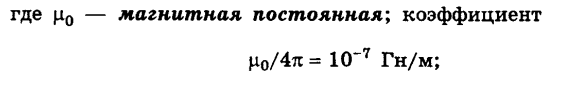 где μ₀ — магнитная постоянная; коэффициент
μ₀/4π = 10⁻⁷ Гн/м;